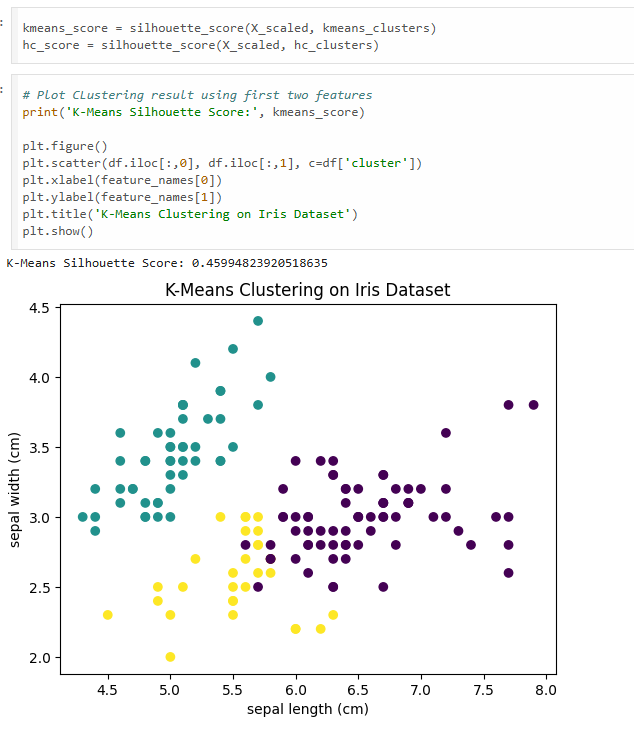 :
kmeans_score = silhouette_score(X_scaled, kmeans_clusters)
hc_score = silhouette_score(X_scaled, hc_clusters)
:
# Plot CLustering result using first two features
print('K-Means Silhouette Score:', kmeans_score)
plt.figure()
plt.scatter(df.iloc[:,0], df.iloc[:,1], c=df['cluster'])
plt.xlabel(feature_names[0])
plt.ylabel(feature_names[1])
plt.title('K-Means Clustering on Iris Dataset')
plt.show()
K-Means Silhouette Score: 0.45994823920518635
K-Means Clustering on Iris Dataset
4.5
4.0
3.5
3.0
2.5
2.0
sepal width (cm)
4.5 5.0 5.5 6.0 6.5 7.0 7.5 8.0
sepal length (cm)